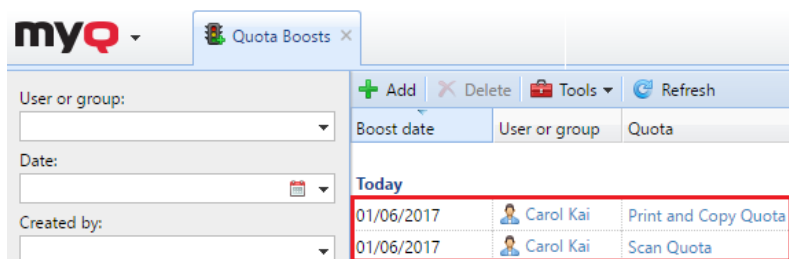 myQ
Quota Boosts
User or group:
Date:
Created by:
Add Delete Tools Refresh
Boost date User or group Quota
Today
01/06/2017 Carol Kai Print and Copy Quota
01/06/2017 Carol Kai Scan Quota